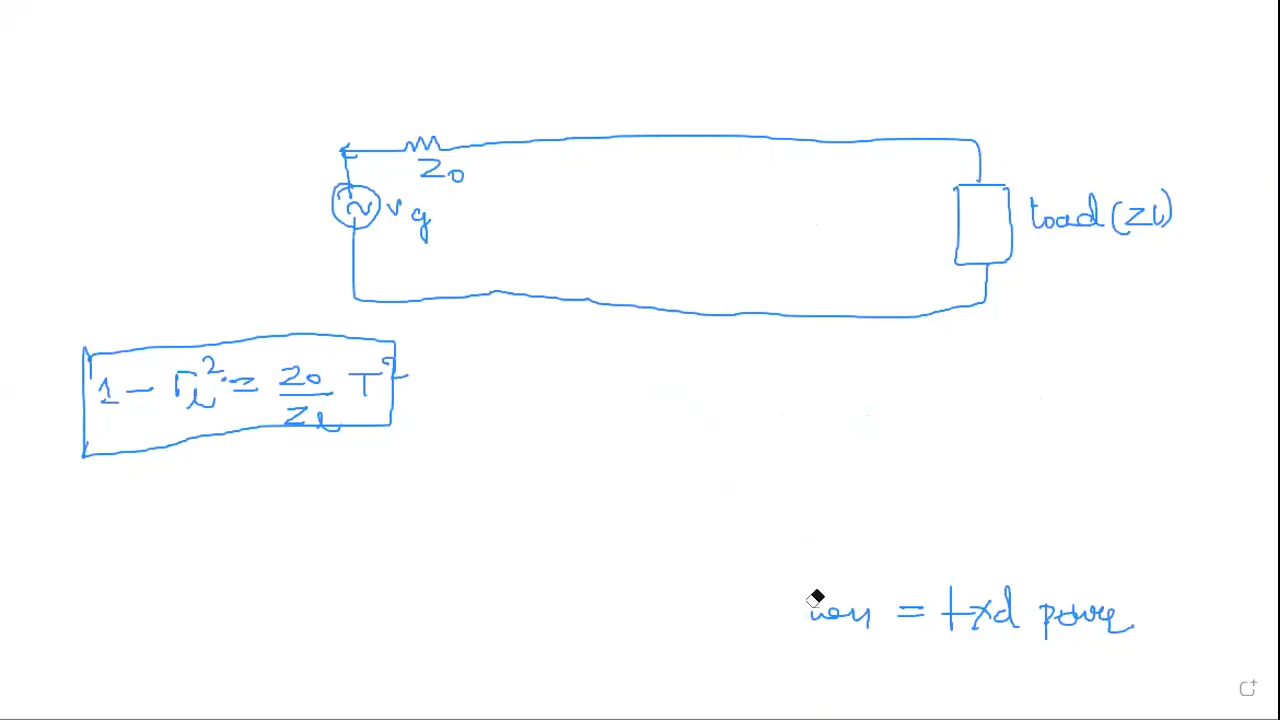 Z0
Vg
Load (ZL)
1 - ΓL² = Z0/ZL T²
= txd power